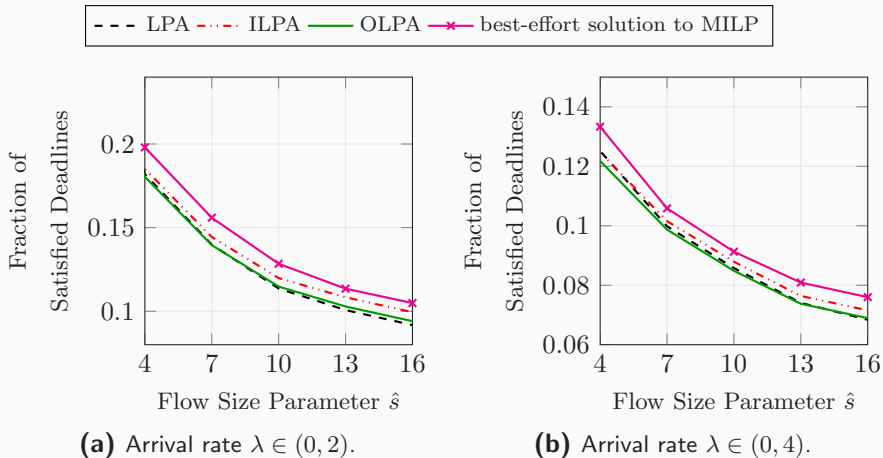 LPA ILPA OLPA best-effort solution to MILP
Fraction of
Satisfied Deadlines
0.2
0.15
0.1
4 7 10 13 16
Flow Size Parameter ŝ
(a) Arrival rate λ ∈ (0, 2).
Fraction of
Satisfied Deadlines
0.14
0.12
0.1
0.08
0.06
4 7 10 13 16
Flow Size Parameter ŝ
(b) Arrival rate λ ∈ (0, 4).